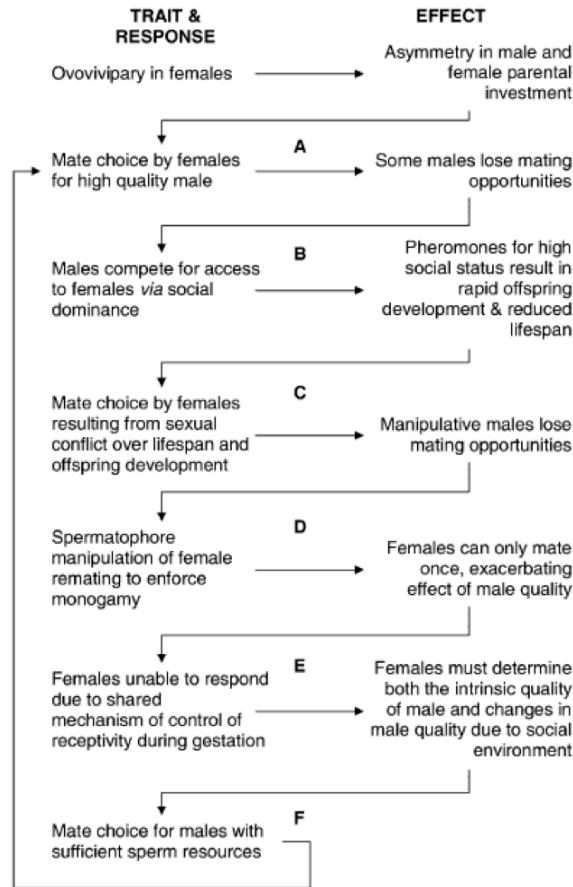 TRAIT &
RESPONSE
EFFECT
Ovovivipary in females
Asymmetry in male and
female parental
investment
A
Mate choice by females
for high quality male
Some males lose mating
opportunities
B
Males compete for access
to females via social
dominance
Pheromones for high
social status result in
rapid offspring
development & reduced
lifespan
C
Mate choice by females
resulting from sexual
conflict over lifespan and
offspring development
Manipulative males lose
mating opportunities
D
Spermatophore
manipulation of female
remating to enforce
monogamy
Females can only mate
once, exacerbating
effect of male quality
E
Females unable to respond
due to shared
mechanism of control of
receptivity during gestation
Females must determine
both the intrinsic quality
of male and changes in
male quality due to social
environment
F
Mate choice for males with
sufficient sperm resources